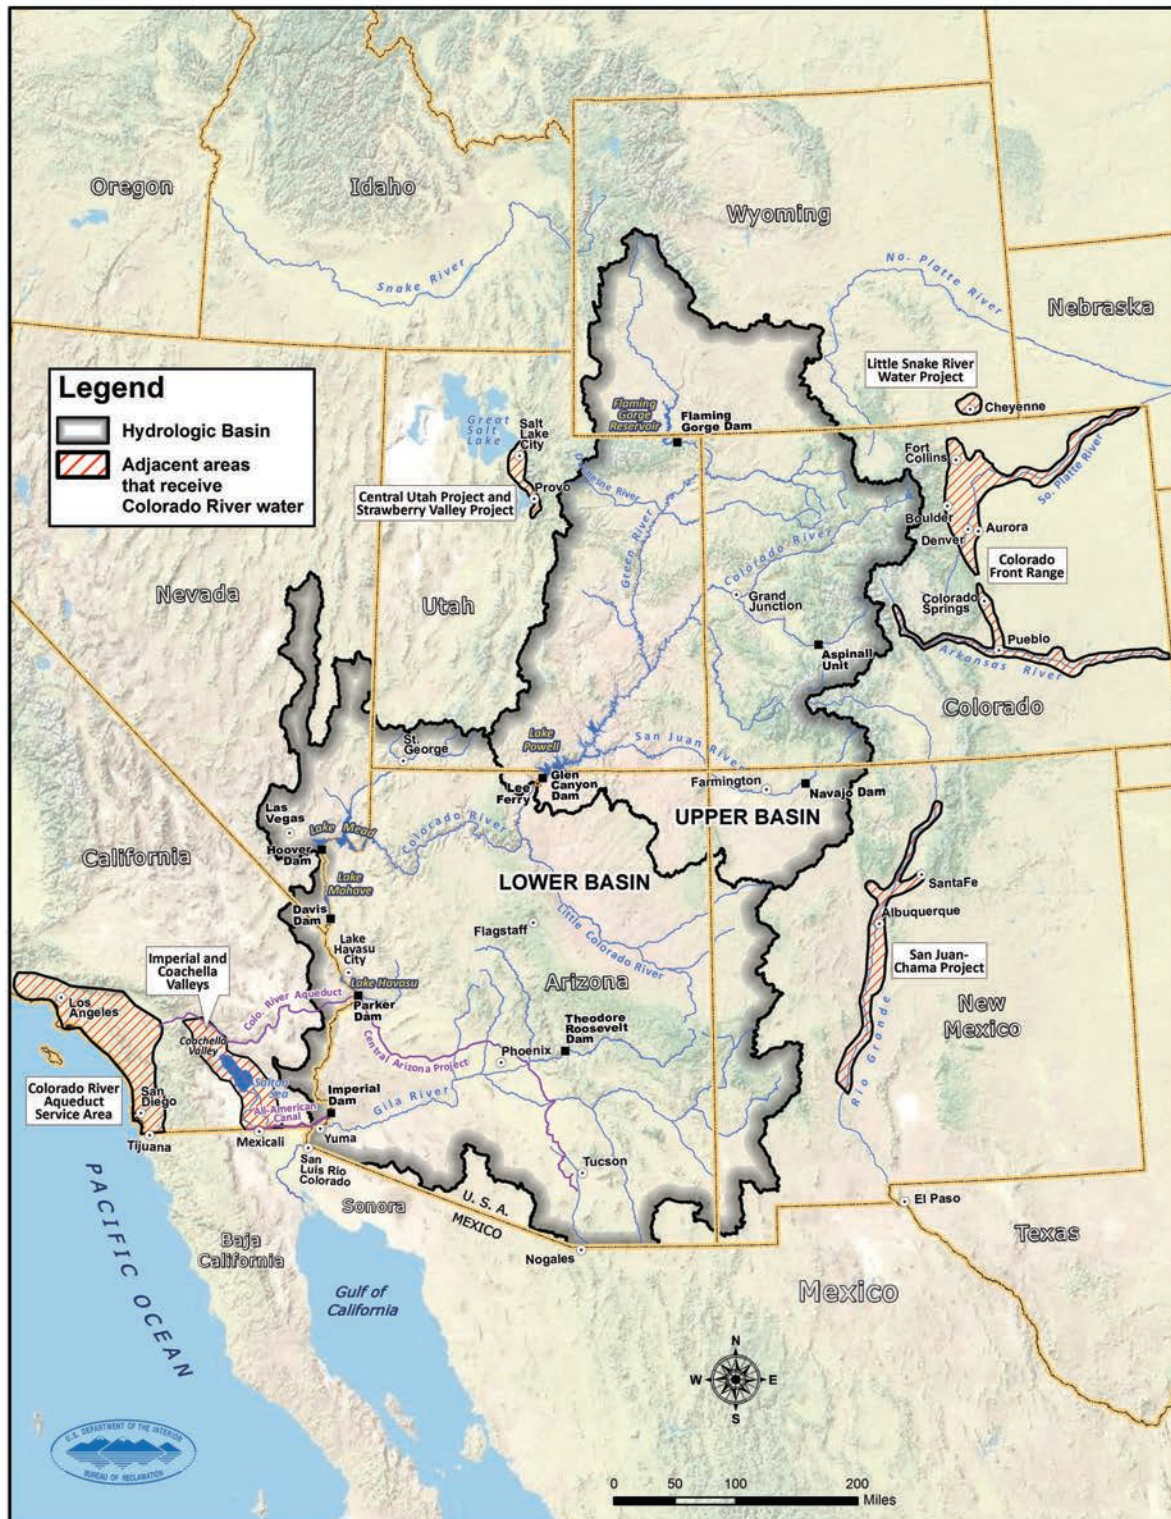 Oregon
Idaho
Wyoming
Snake River
No. Platte River
Nebraska
Legend
Hydrologic Basin
Adjacent areas
that receive
Colorado River water
Little Snake River
Water Project
Cheyenne
Flaming
Gorge
Reservoir
Flaming
Gorge Dam
Great
Salt
Lake
Salt
Lake
City
Provo
Central Utah Project and
Strawberry Valley Project
Duchesne River
Green River
Colorado River
Fort
Collins
So. Platte River
Boulder
Denver
Aurora
Colorado
Front Range
Nevada
Utah
Grand
Junction
Colorado
Springs
Pueblo
Aspinall
Unit
Arkansas River
Colorado
St.
George
Lake
Powell
San Juan River
Lee
Ferry
Glen
Canyon
Dam
Farmington
Navajo Dam
UPPER BASIN
Las
Vegas
Lake Mead
Colorado River
Hoover
Dam
California
Lake
Mohave
LOWER BASIN
SantaFe
Albuquerque
Davis
Dam
Flagstaff
Little Colorado River
Lake
Havasu
City
Lake Havasu
Arizona
San Juan-
Chama Project
New
Mexico
Imperial and
Coachella
Valleys
Los
Angeles
Colo. River Aqueduct
Parker
Dam
Coachella
Valley
Central Arizona Project
Theodore
Roosevelt
Dam
Phoenix
Rio Grande
Colorado River
Aqueduct
Service Area
San
Diego
Salton
Sea
Imperial
Dam
All-American
Canal
Gila River
Tijuana
Mexicali
Yuma
San
Luis Río
Colorado
Tucson
Sonora
U. S. A.
MEXICO
Nogales
El Paso
Texas
PACIFIC OCEAN
Baja
California
Gulf of
California
Mexico
N
W
E
S
U.S. DEPARTMENT OF THE INTERIOR
BUREAU OF RECLAMATION
0
50
100
200
Miles